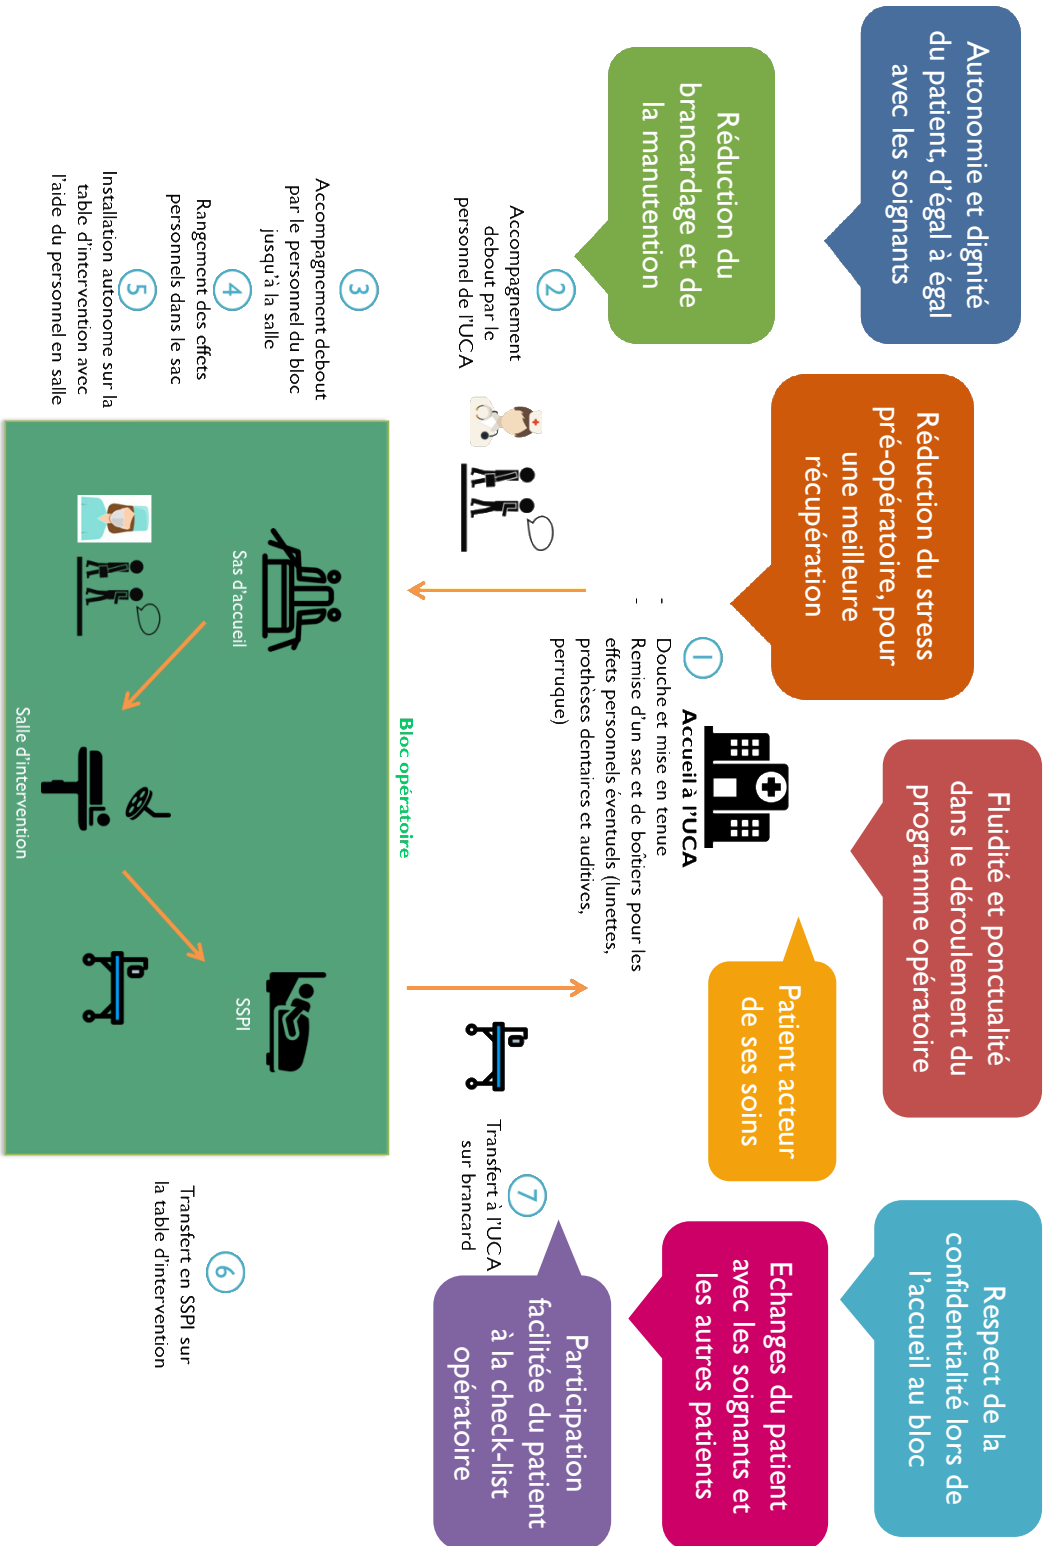 Autonomie et dignité
du patient, d'égal à égal
avec les soignants
Réduction du stress
pré-opératoire, pour
une meilleure
récupération
Fluidité et ponctualité
dans le déroulement du
programme opératoire
Respect de la
confidentialité lors de
l'accueil au bloc
Réduction du
brancardage et de
la manutention
Patient acteur
de ses soins
Echanges du patient
avec les soignants et
les autres patients
Participation
facilitée du patient
à la check-list
opératoire
1
Accueil à l'UCA
- Douche et mise en tenue
- Remise d'un sac et de boîtiers pour les
effets personnels éventuels (lunettes,
prothèses dentaires et auditives,
perruque)
2
Accompagnement
debout par le
personnel de l'UCA
7
Transfert à l'UCA
sur brancard
Bloc opératoire
3
Accompagnement debout
par le personnel du bloc
jusqu'à la salle
4
Rangement des effets
personnels dans le sac
5
Installation autonome sur la
table d'intervention avec
l'aide du personnel en salle
Sas d'accueil
Salle d'intervention
SSPI
6
Transfert en SSPI sur
la table d'intervention